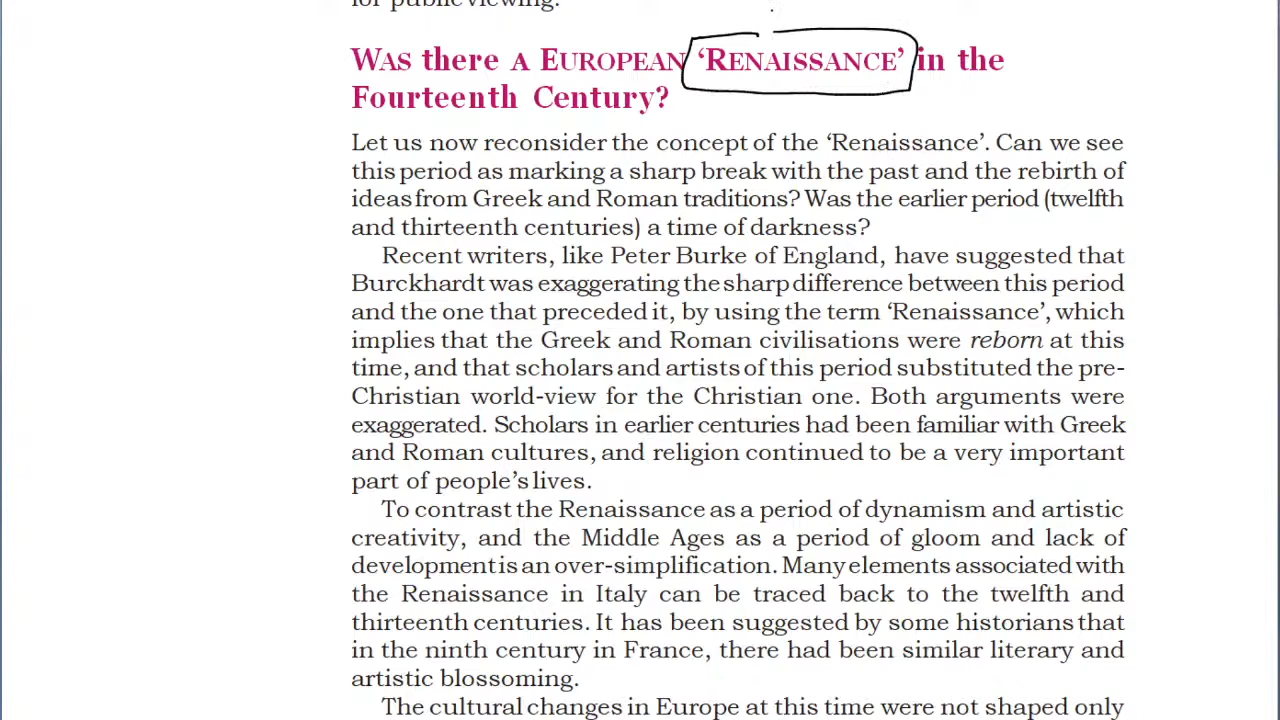 for public viewing.
WAS there A EUROPEAN ‘RENAISSANCE’ in the
Fourteenth Century?
Let us now reconsider the concept of the ‘Renaissance’. Can we see
this period as marking a sharp break with the past and the rebirth of
ideas from Greek and Roman traditions? Was the earlier period (twelfth
and thirteenth centuries) a time of darkness?
Recent writers, like Peter Burke of England, have suggested that
Burckhardt was exaggerating the sharp difference between this period
and the one that preceded it, by using the term ‘Renaissance’, which
implies that the Greek and Roman civilisations were reborn at this
time, and that scholars and artists of this period substituted the pre-
Christian world-view for the Christian one. Both arguments were
exaggerated. Scholars in earlier centuries had been familiar with Greek
and Roman cultures, and religion continued to be a very important
part of people’s lives.
To contrast the Renaissance as a period of dynamism and artistic
creativity, and the Middle Ages as a period of gloom and lack of
development is an over-simplification. Many elements associated with
the Renaissance in Italy can be traced back to the twelfth and
thirteenth centuries. It has been suggested by some historians that
in the ninth century in France, there had been similar literary and
artistic blossoming.
The cultural changes in Europe at this time were not shaped only